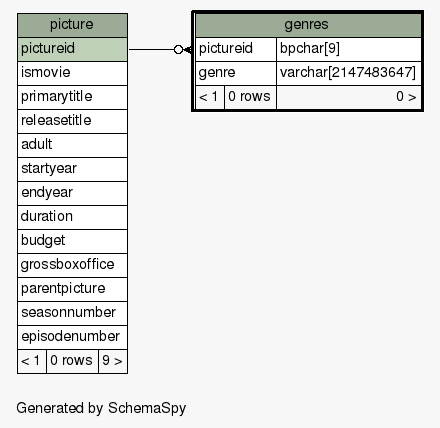 picture
pictureid
ismovie
primarytitle
releasetitle
adult
startyear
endyear
duration
budget
grossboxoffice
parentpicture
seasonnumber
episodenumber
< 1 0 rows 9 >
genres
pictureid bpchar[9]
genre varchar[2147483647]
< 1 0 rows 0 >
Generated by SchemaSpy